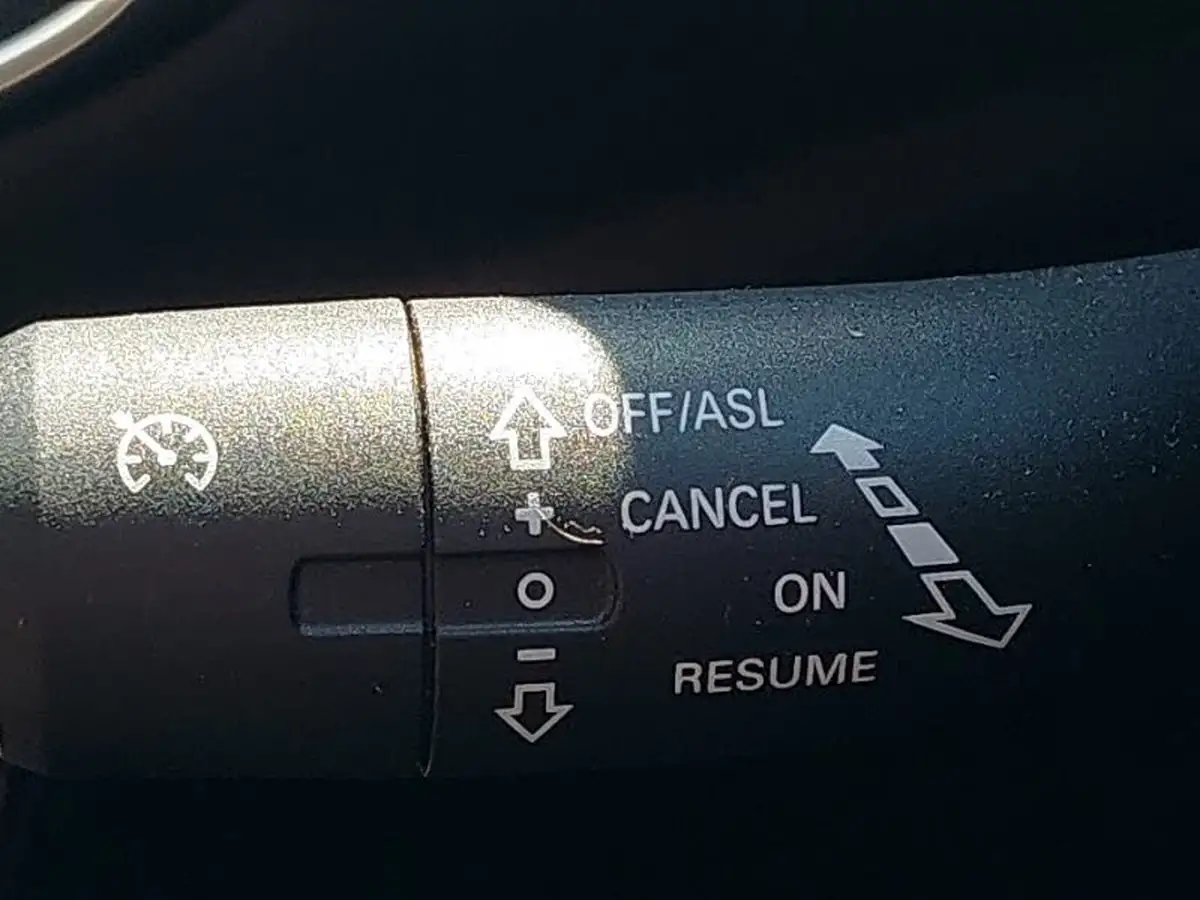 OFF/ASL
+ CANCEL
O ON
− RESUME